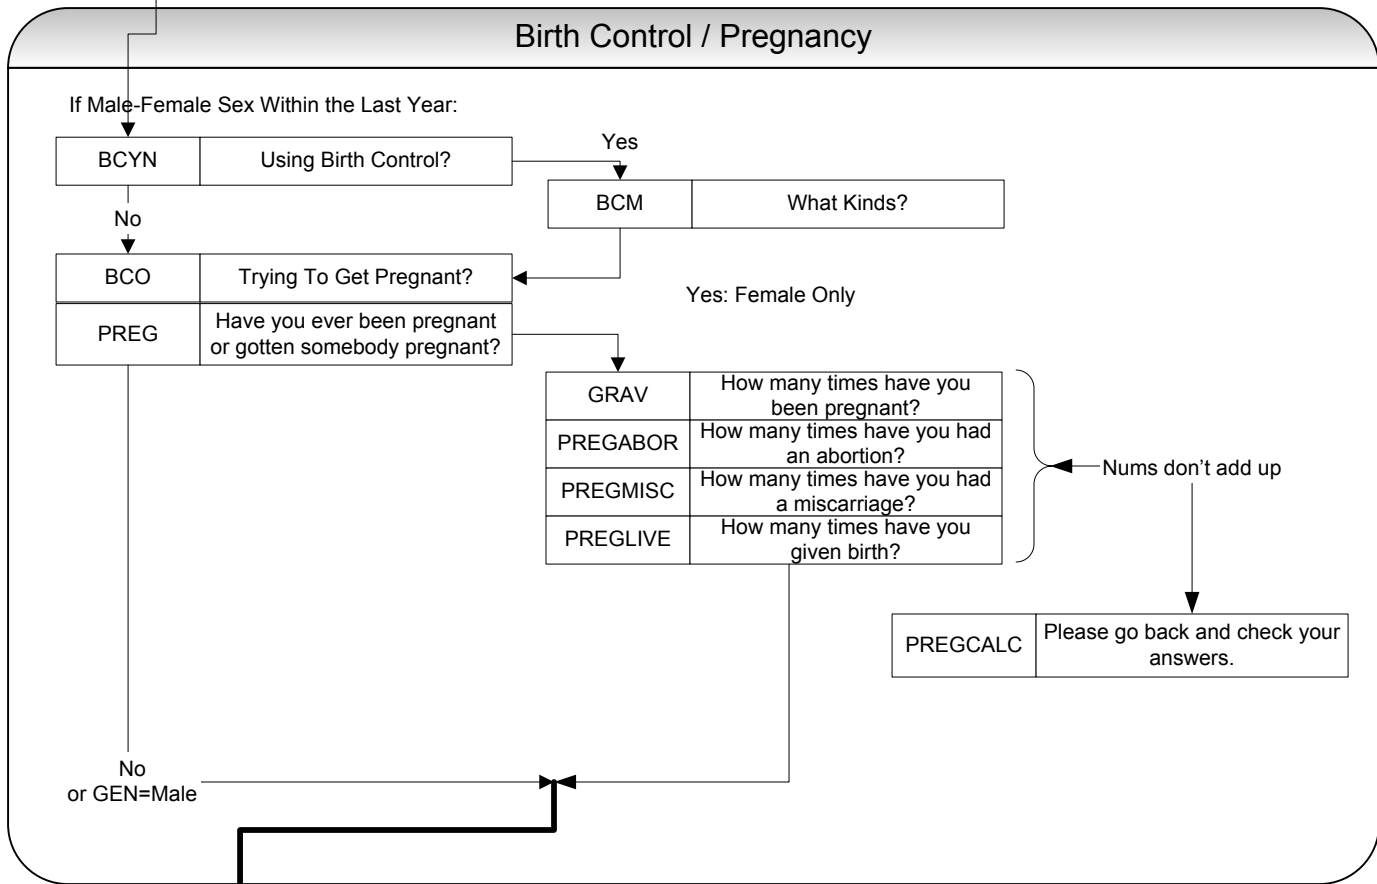 Birth Control / Pregnancy
If Male-Female Sex Within the Last Year:
BCYN
Using Birth Control?
Yes
BCM
What Kinds?
No
BCO
Trying To Get Pregnant?
Yes: Female Only
PREG
Have you ever been pregnant
or gotten somebody pregnant?
GRAV
How many times have you
been pregnant?
PREGABOR
How many times have you had
an abortion?
PREGMISC
How many times have you had
a miscarriage?
PREGLIVE
How many times have you
given birth?
Nums don’t add up
PREGCALC
Please go back and check your
answers.
No
or GEN=Male